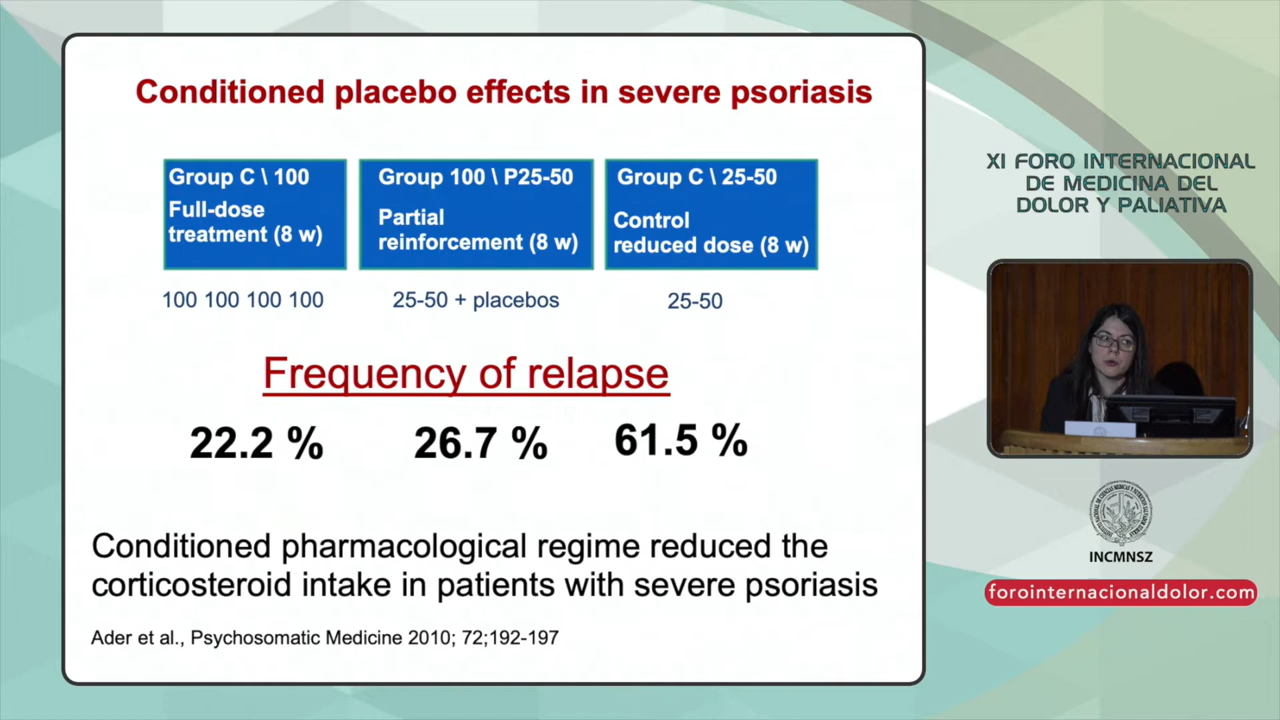 Conditioned placebo effects in severe psoriasis
Group C \ 100
Full-dose
treatment (8 w)
Group 100 \ P25-50
Partial
reinforcement (8 w)
Group C \ 25-50
Control
reduced dose (8 w)
100 100 100 100
25-50 + placebos
25-50
Frequency of relapse
22.2 %
26.7 %
61.5 %
Conditioned pharmacological regime reduced the
corticosteroid intake in patients with severe psoriasis
Ader et al., Psychosomatic Medicine 2010; 72;192-197
XI FORO INTERNACIONAL
DE MEDICINA DEL
DOLOR Y PALIATIVA
INCMNSZ
forointernacionaldolor.com